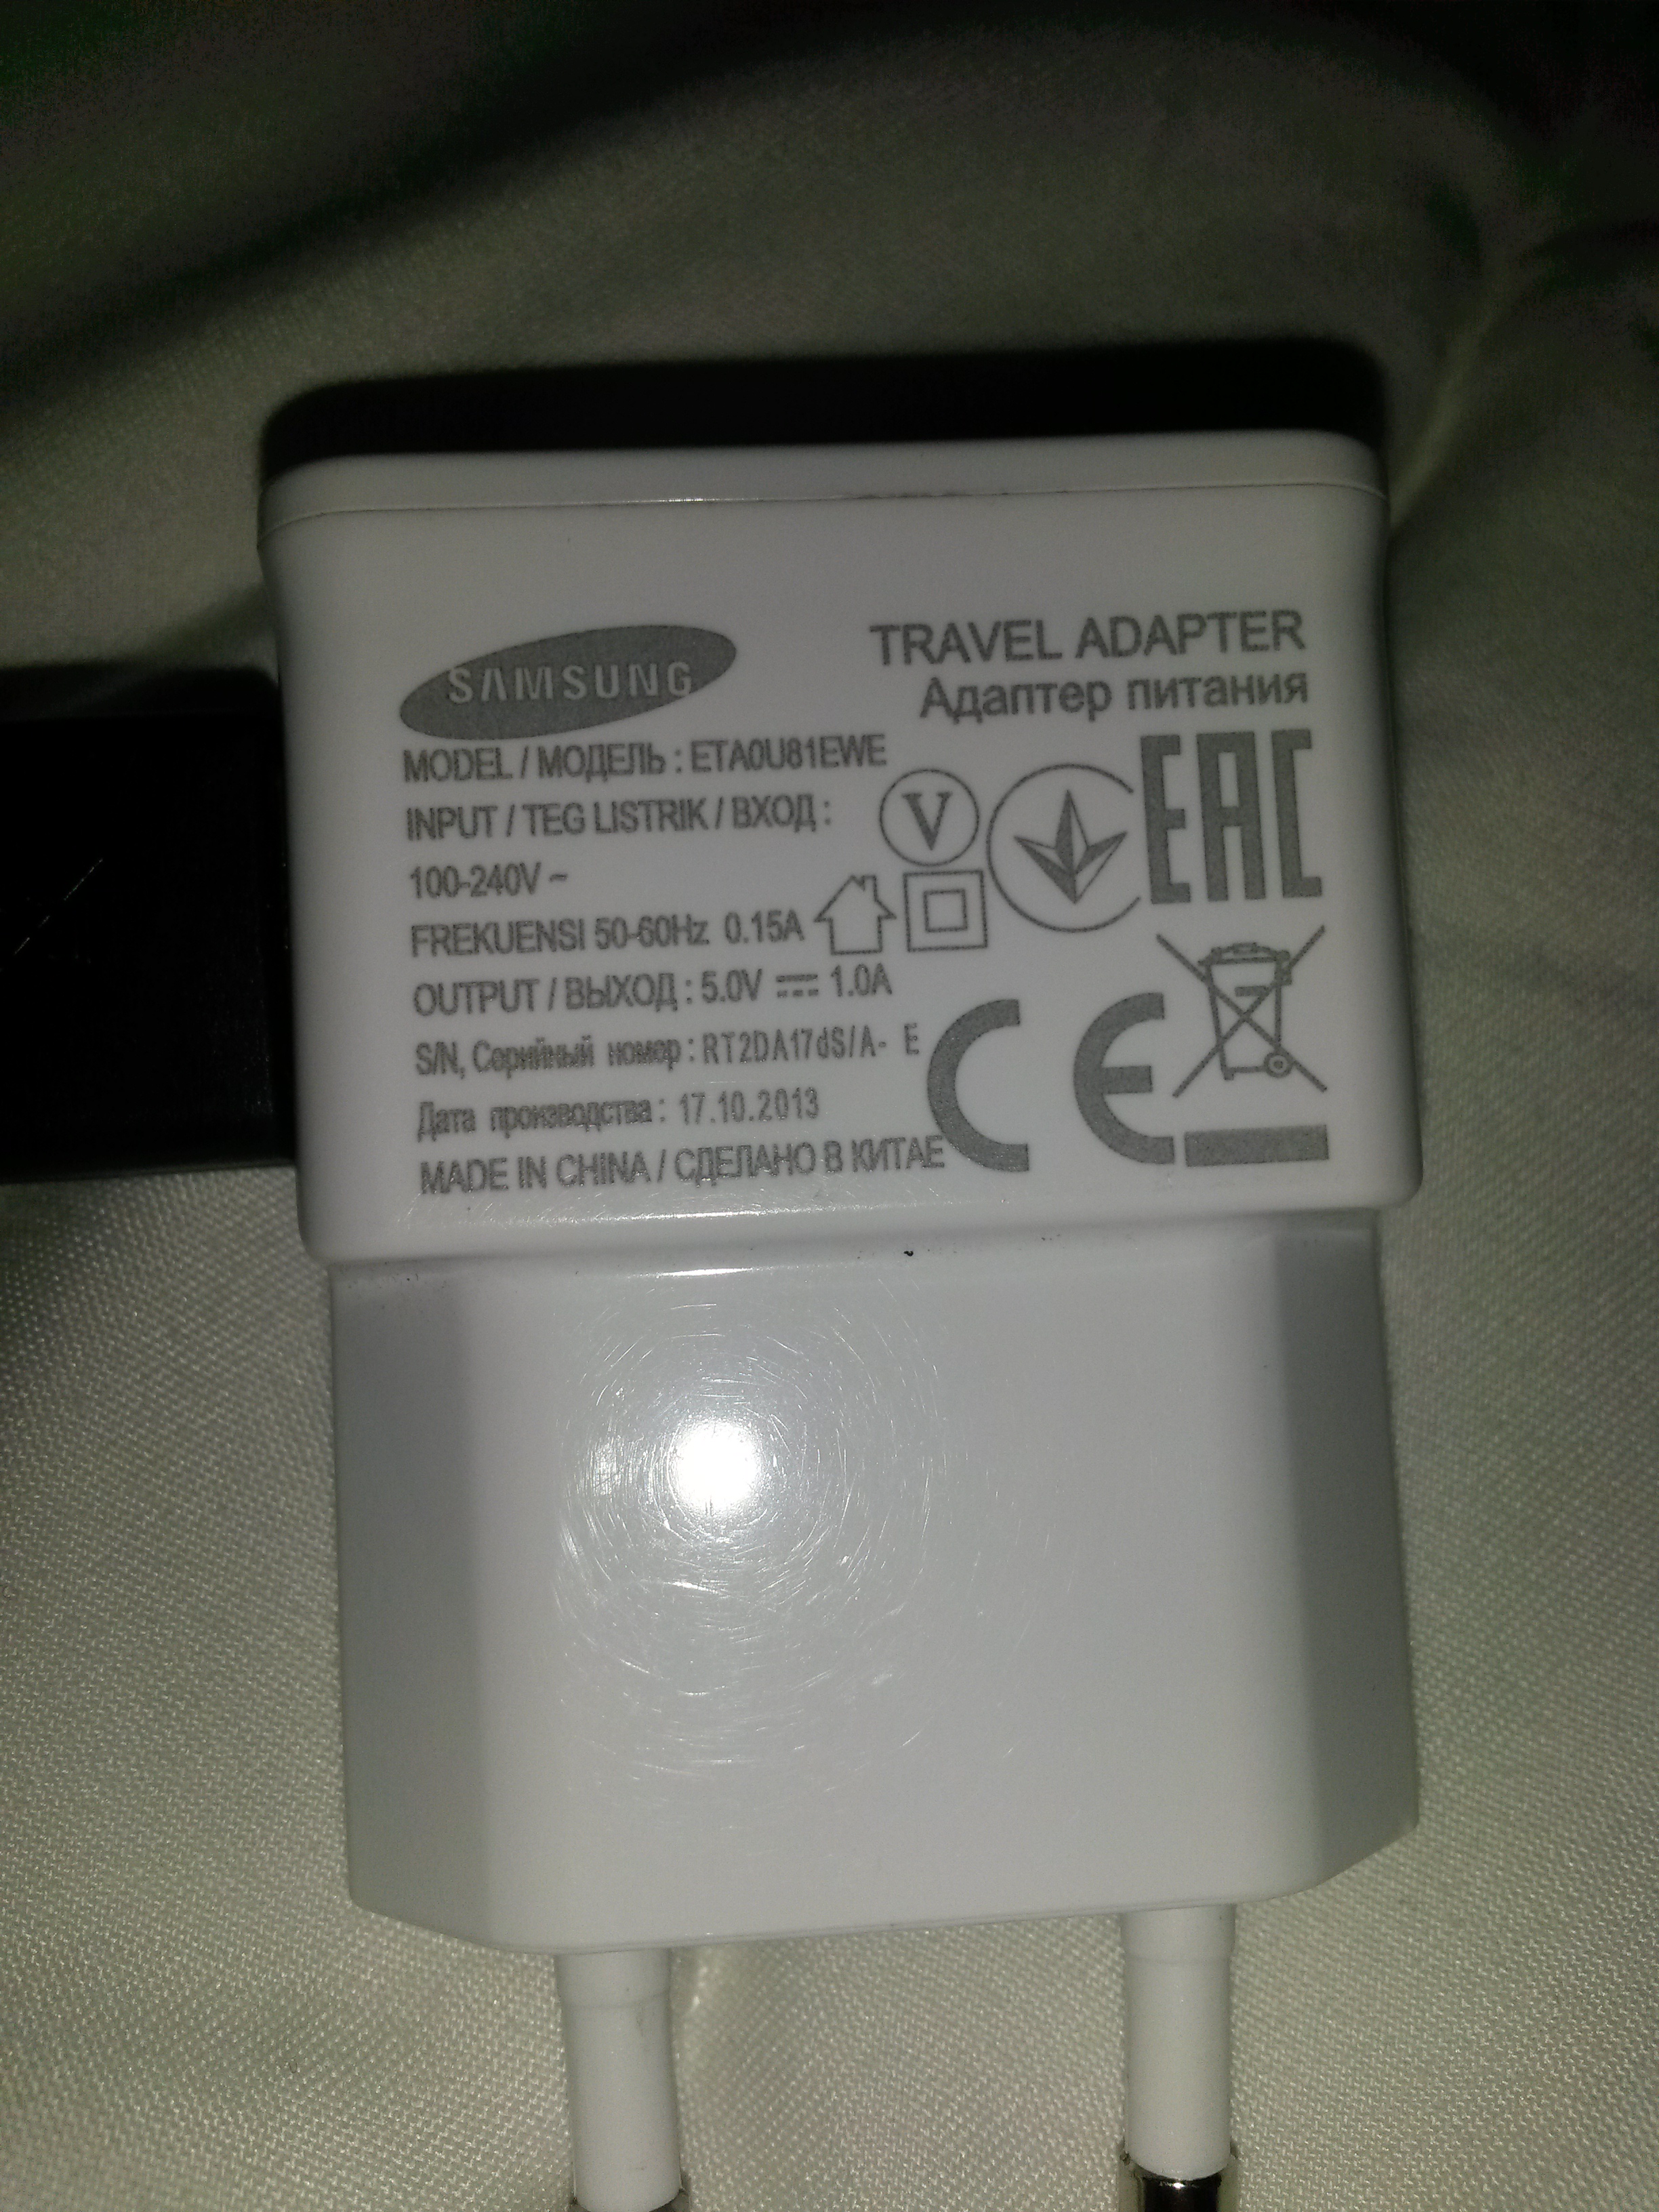 SAMSUNG
TRAVEL ADAPTER
Адаптер питания
MODEL / МОДЕЛЬ : ETA0U81EWE
INPUT / TEG LISTRIK / ВХОД :
100-240V ~
FREKUENSI 50-60Hz 0.15A
OUTPUT / ВЫХОД : 5.0V ⎓ 1.0A
S/N, Серийный номер : RT2DA17dS/A- E
Дата производства : 17.10.2013
MADE IN CHINA / СДЕЛАНО В КИТАЕ
V
EAC
CE